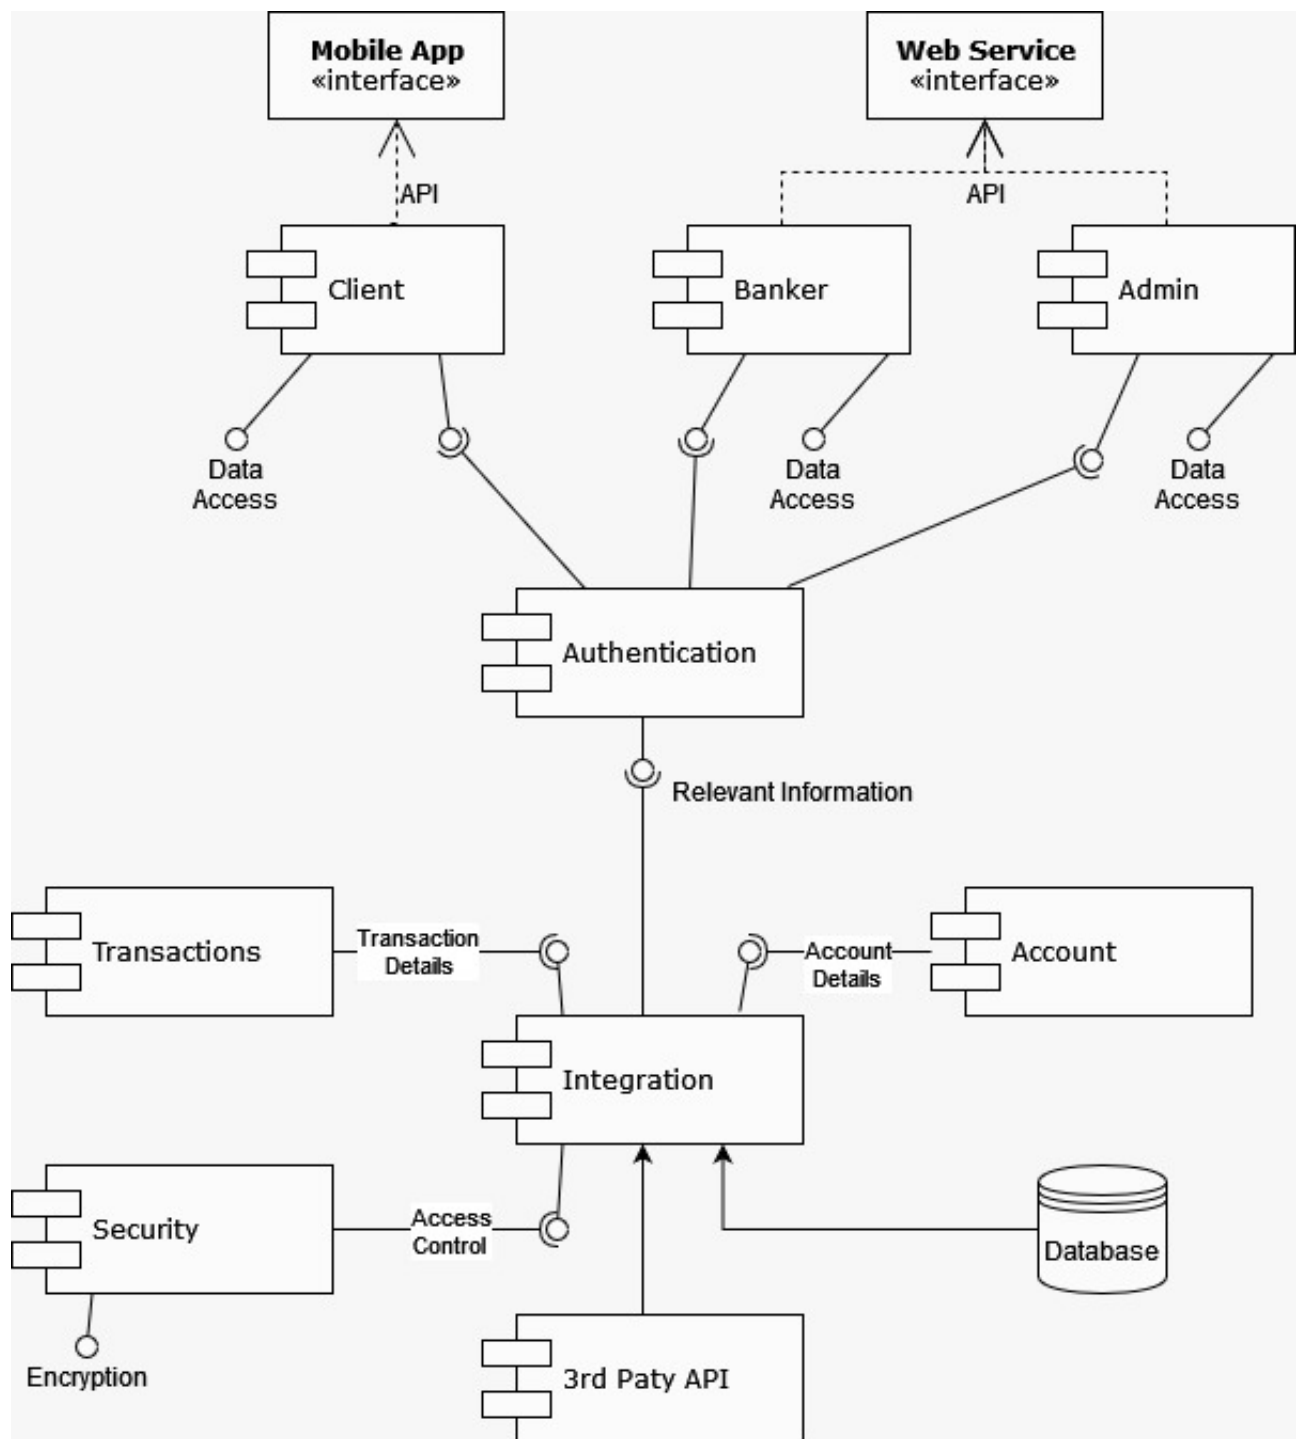 Mobile App
«interface»
Web Service
«interface»
API
API
Client
Banker
Admin
Data
Access
Data
Access
Data
Access
Authentication
Relevant Information
Transactions
Transaction
Details
Account
Details
Account
Integration
Security
Access
Control
Database
Encryption
3rd Paty API